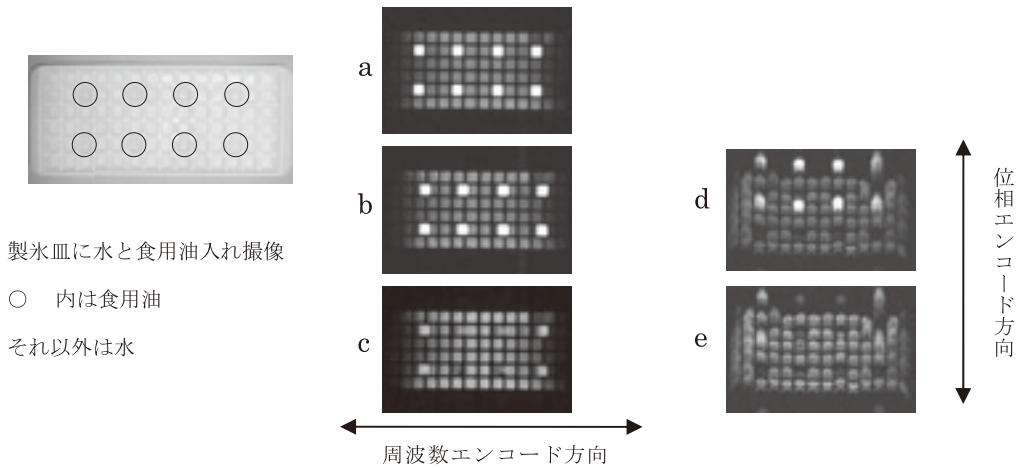 a
b
c
d
e
製氷皿に水と食用油入れ撮像
○ 内は食用油
それ以外は水
周波数エンコード方向
位相エンコード方向